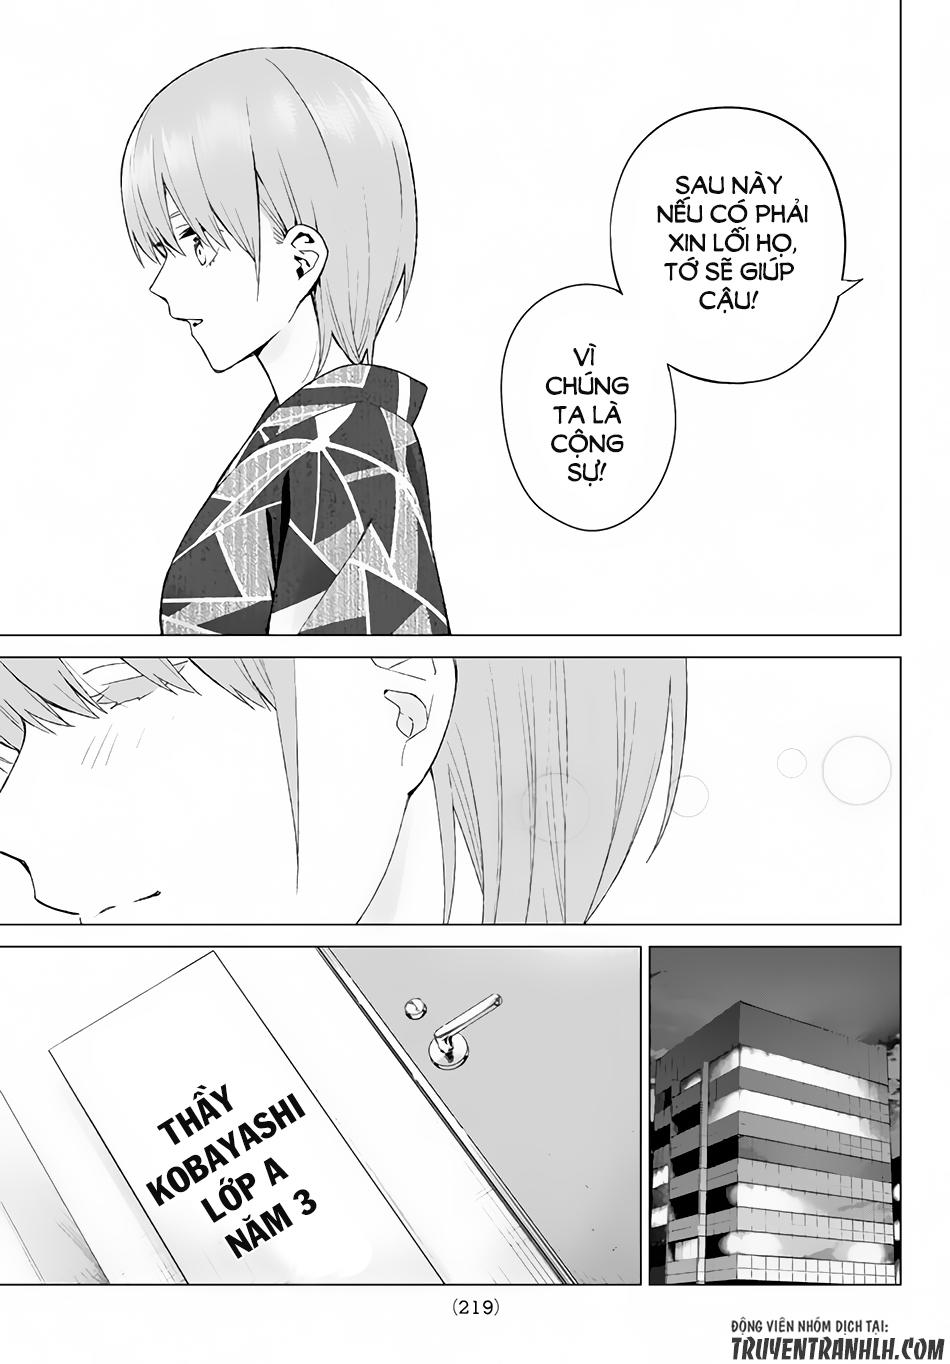 SAU NÀY
NẾU CÓ PHẢI
XIN LỖI HỌ,
TỚ SẼ GIÚP
CẬU!
VÌ
CHÚNG
TA LÀ
CỘNG
SỰ!
THẦY
KOBAYASHI
LỚP A
NĂM 3
(219)
ĐỘNG VIÊN NHÓM DỊCH TẠI:
TRUYENTRANHLH.COM